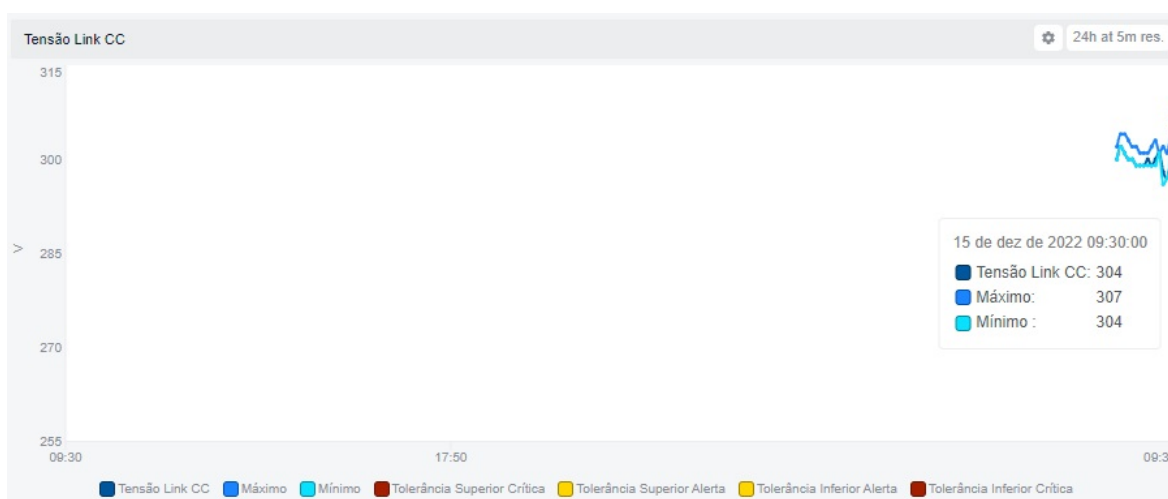 Tensão Link CC
24h at 5m res.
315
300
>
285
270
255
15 de dez de 2022 09:30:00
Tensão Link CC: 304
Máximo: 307
Mínimo : 304
09:30 17:50 09:3
Tensão Link CC Máximo Mínimo Tolerância Superior Crítica Tolerância Superior Alerta Tolerância Inferior Alerta Tolerância Inferior Crítica